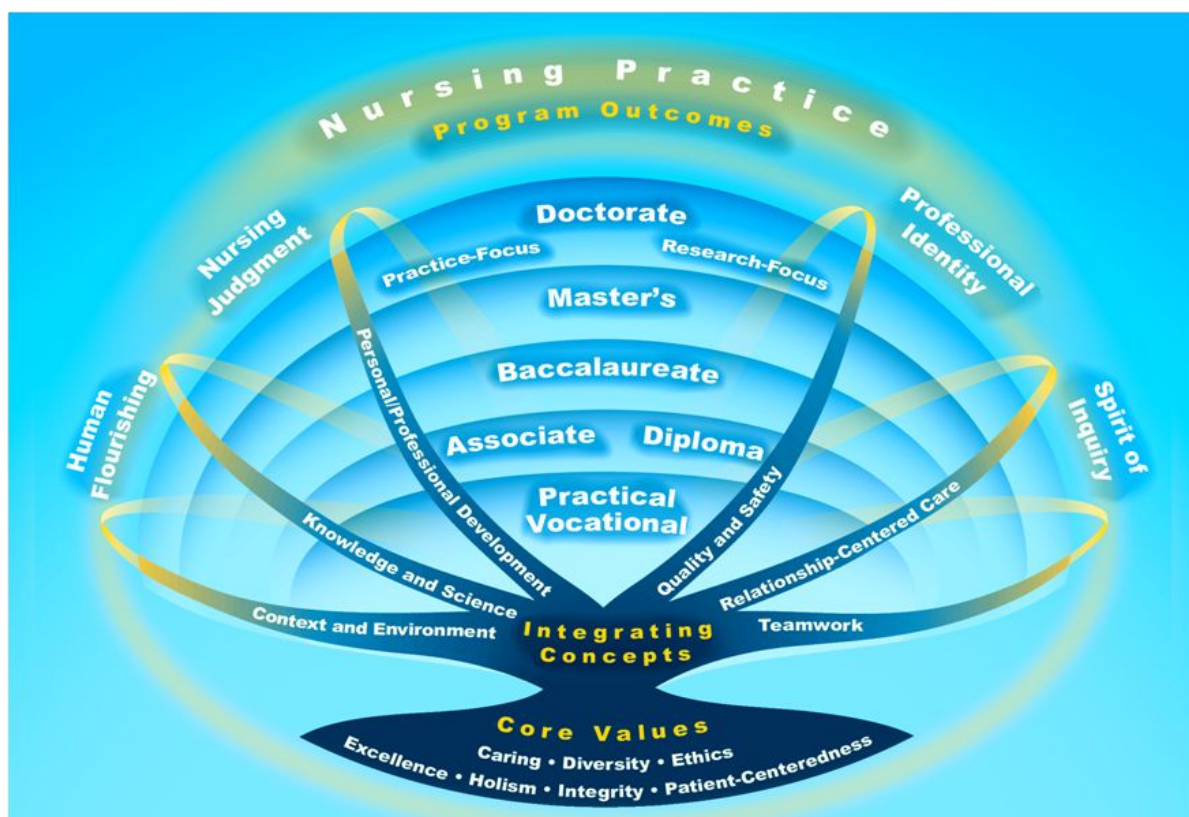 Nursing Practice
Program Outcomes
Nursing
Judgment
Professional
Identity
Human
Flourishing
Spirit of
Inquiry
Doctorate
Practice-Focus
Research-Focus
Master's
Baccalaureate
Associate
Diploma
Practical
Vocational
Personal/Professional Development
Quality and Safety
Knowledge and Science
Relationship-Centered Care
Context and Environment
Teamwork
Integrating
Concepts
Core Values
Caring • Diversity • Ethics
Excellence • Holism • Integrity • Patient-Centeredness